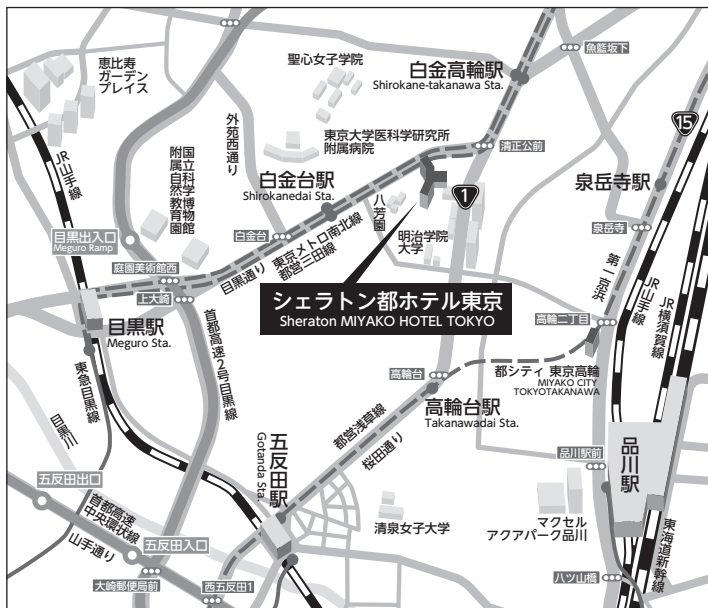 魚籃坂下
恵比寿
ガーデン
プレイス
聖心女子学院
白金高輪駅
Shirokane-takanawa Sta.
外苑西通り
東京大学医科学研究所
附属病院
清正公前
15
JR山手線
国立科学博物館
附属自然教育園
白金台駅
Shirokanedai Sta.
1
泉岳寺駅
八芳園
明治学院
大学
泉岳寺
目黒出入口
Meguro Ramp
白金台
東京メトロ南北線
都営三田線
目黒通り
庭園美術館西
上大崎
第一京浜
JR山手線
JR横須賀線
シェラトン都ホテル東京
Sheraton MIYAKO HOTEL TOKYO
高輪二丁目
目黒駅
Meguro Sta.
首都高速2号目黒線
東急目黒線
目黒川
高輪台
都シティ 東京高輪
MIYAKO CITY
TOKYOTAKANAWA
高輪台駅
Takanawadai Sta.
都営浅草線
桜田通り
五反田駅
Gotanda Sta.
品川駅前
品川駅
五反田出口
首都高速
中央環状線
山手通り
五反田入口
清泉女子大学
マクセル
アクアパーク品川
東海道新幹線
大崎郵便局前
西五反田1
八ツ山橋